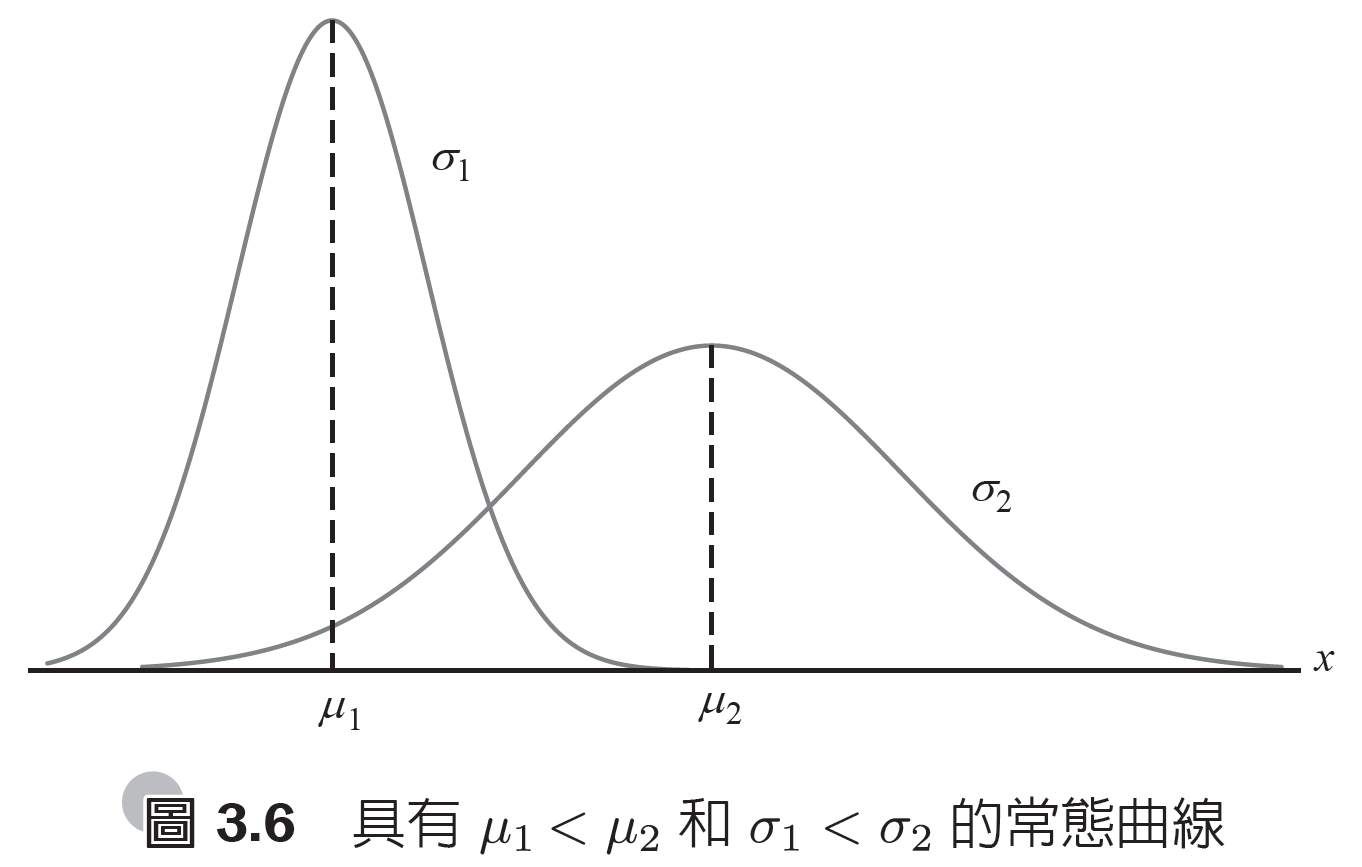 σ₁
σ₂
x
μ₁
μ₂
圖 3.6 具有 μ₁ < μ₂ 和 σ₁ < σ₂ 的常態曲線